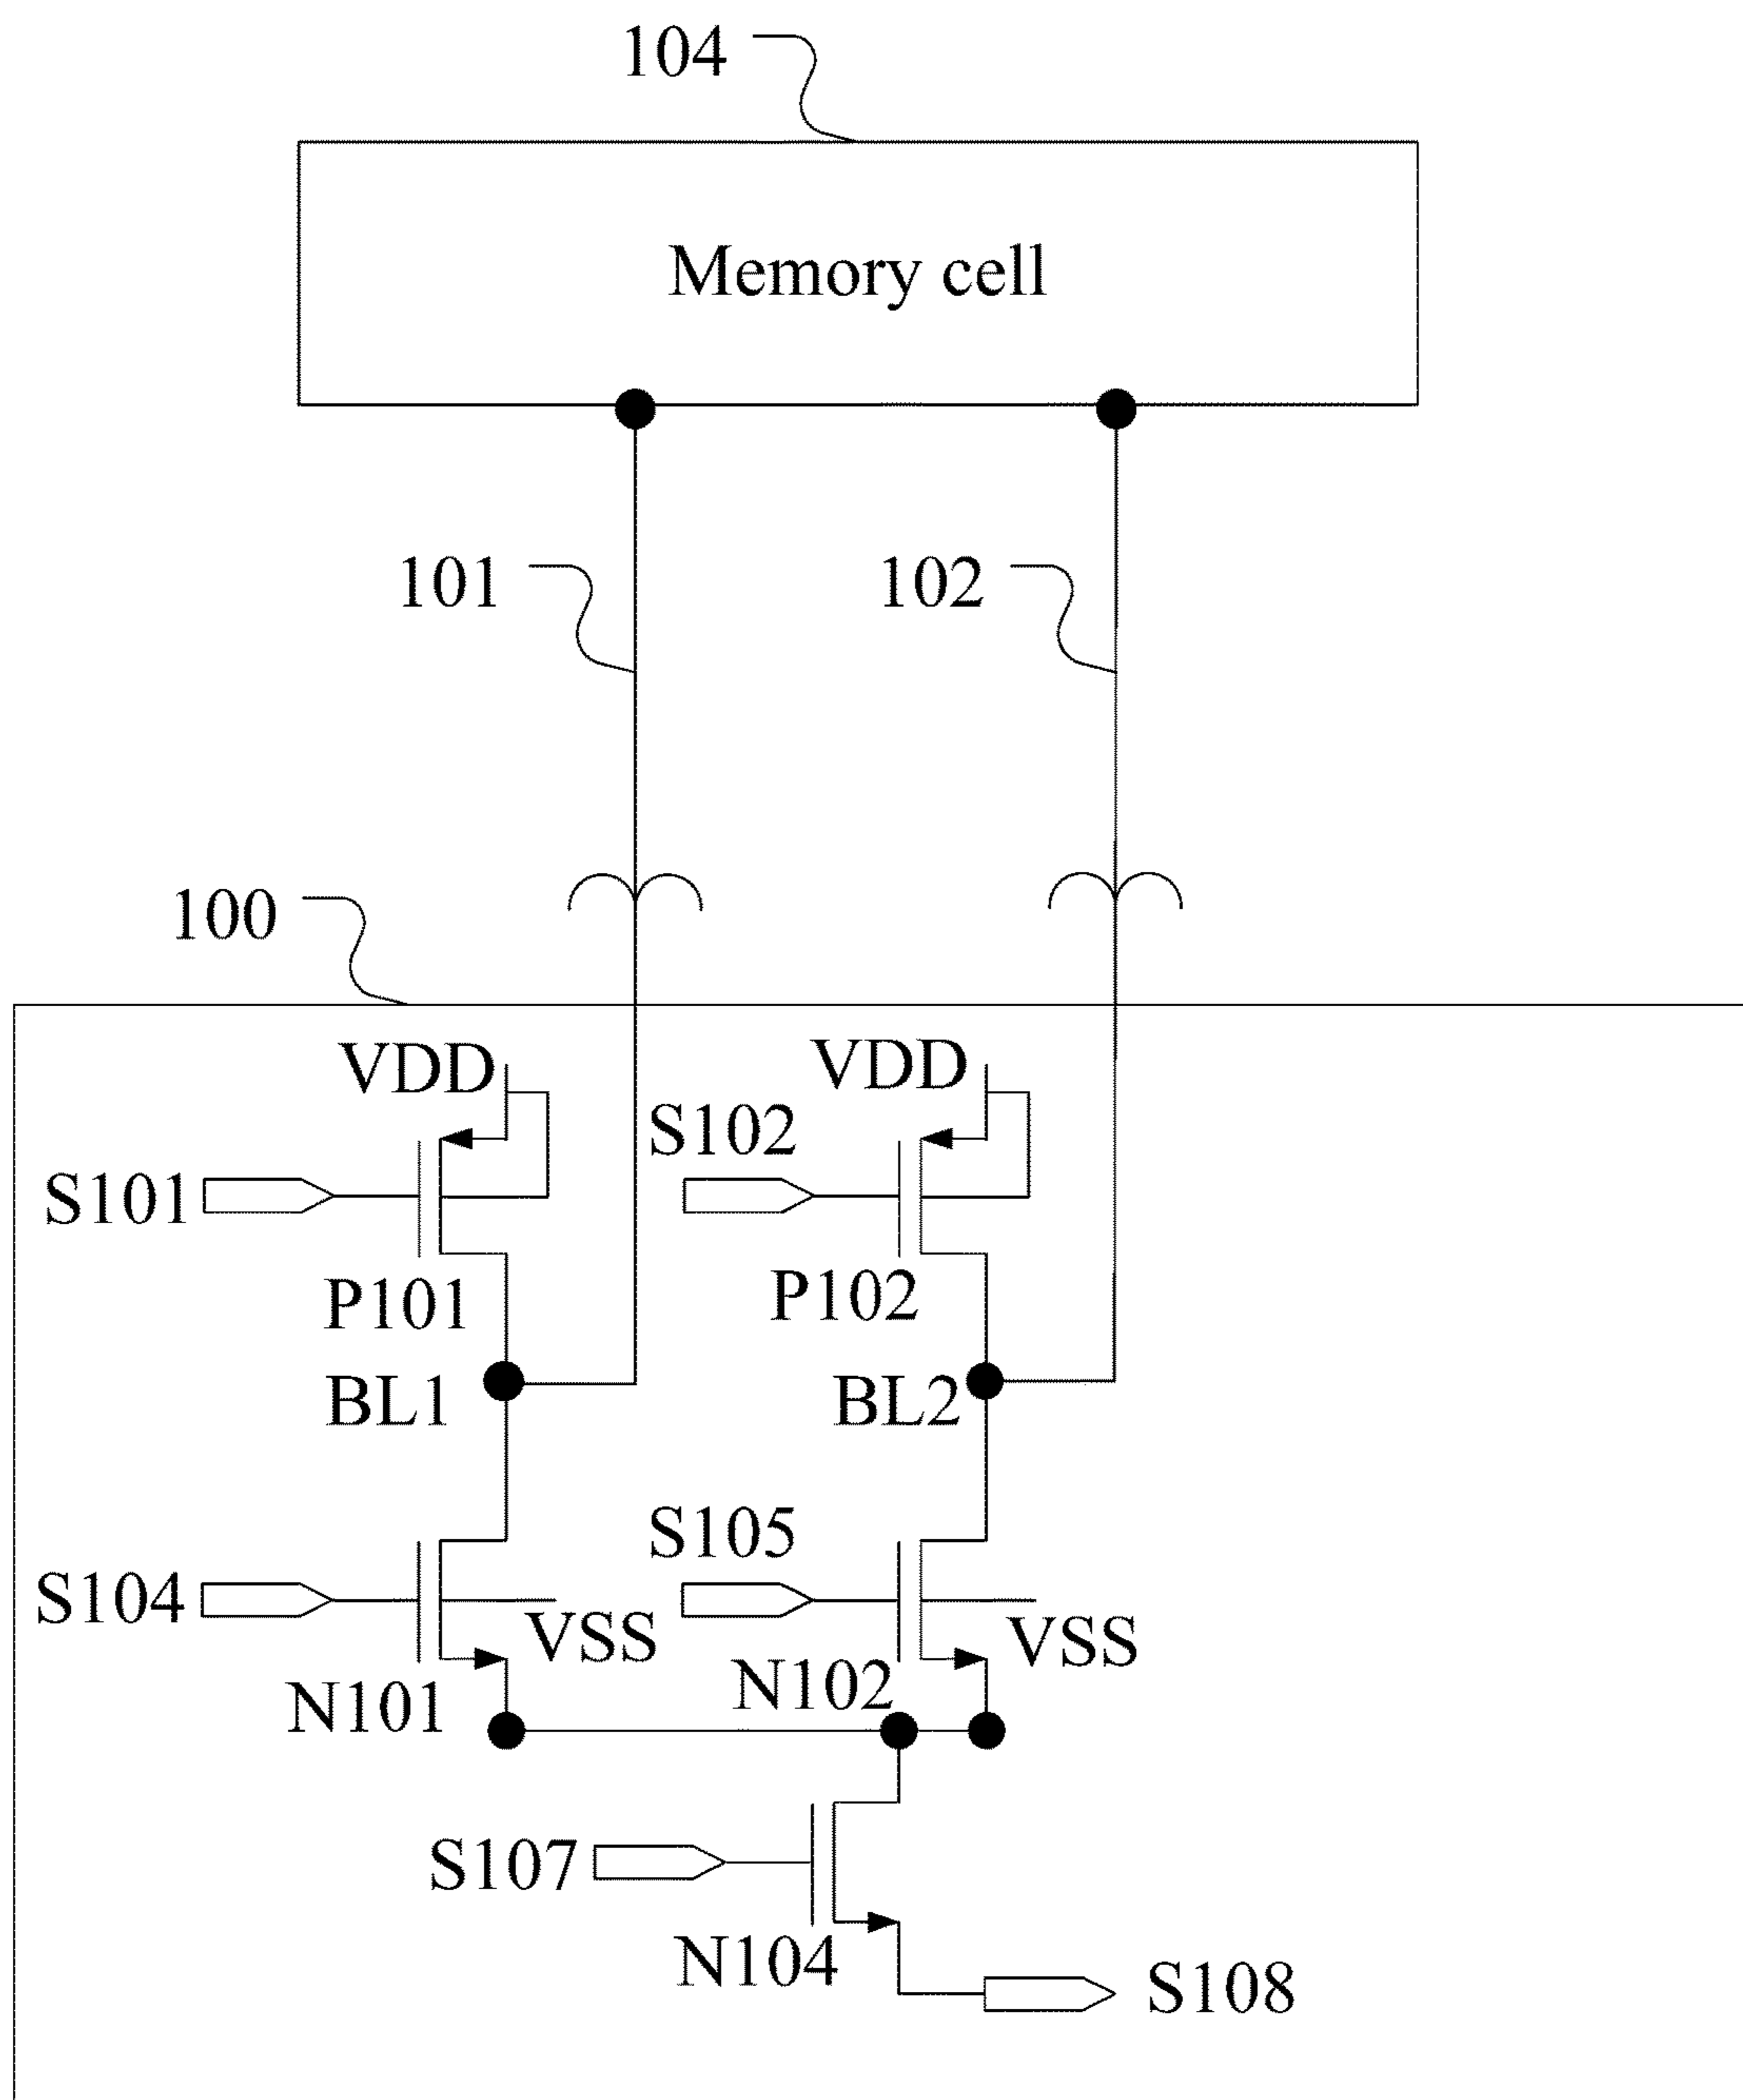 104
Memory cell
101
102
100
VDD
VDD
S102
S101
P101
P102
BL1
BL2
S105
S104
VSS
VSS
N102
N101
S107
N104
S108